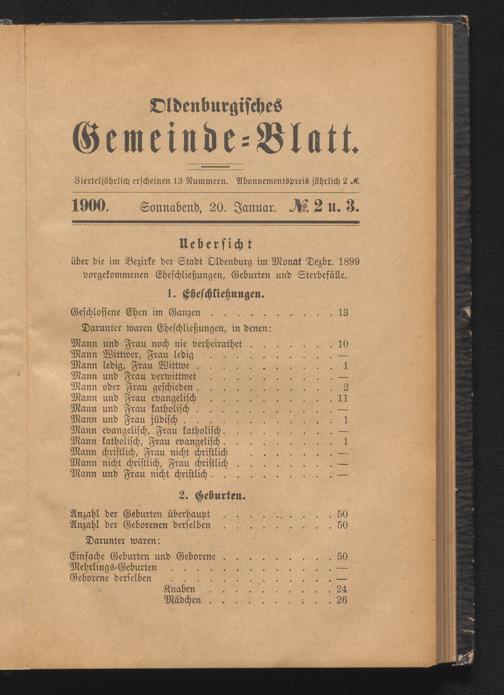 Oldenburgisches
Gemeinde-Blatt.
Vierteljährlich erscheinen 13 Nummern. Abonnementspreis jährlich 2 M.
1900. Sonnabend, 20. Januar. № 2 u. 3.
Uebersicht
über die im Bezirke der Stadt Oldenburg im Monat Dezbr. 1899
vorgekommenen Eheschließungen, Geburten und Sterbefälle.
1. Eheschließungen.
Geschlossene Ehen im Ganzen . . . . . . . . . . 13
Darunter waren Eheschließungen, in denen:
Mann und Frau noch nie verheirathet . . . . . . . 10
Mann Wittwer, Frau ledig . . . . . . . . . . —
Mann ledig, Frau Wittwe . . . . . . . . . . . 1
Mann und Frau verwittwet . . . . . . . . . . —
Mann oder Frau geschieden . . . . . . . . . . . 2
Mann und Frau evangelisch . . . . . . . . . . 11
Mann und Frau katholisch . . . . . . . . . . . —
Mann und Frau jüdisch . . . . . . . . . . . . 1
Mann evangelisch, Frau katholisch . . . . . . . . —
Mann katholisch, Frau evangelisch . . . . . . . . 1
Mann christlich, Frau nicht christlich . . . . . . . —
Mann nicht christlich, Frau christlich . . . . . . . —
Mann und Frau nicht christlich . . . . . . . . . —
2. Geburten.
Anzahl der Geburten überhaupt . . . . . . . . . 50
Anzahl der Geborenen derselben . . . . . . . . . 50
Darunter waren:
Einfache Geburten und Geborene . . . . . . . . . 50
Mehrlings-Geburten . . . . . . . . . . . . . —
Geborene derselben . . . . . . . . . . . . . —
Knaben . . . . . . . . . . 24
Mädchen . . . . . . . . . . 26